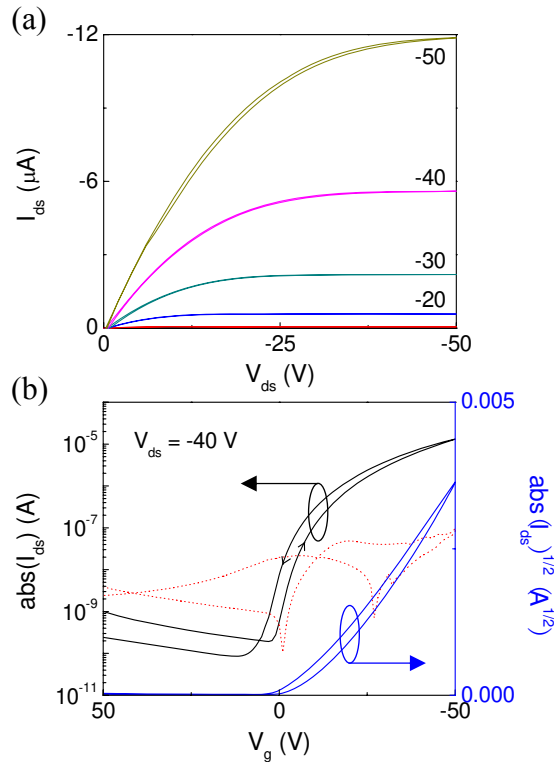 (a)
-12
-6
0
I_ds (μA)
-50
-40
-30
-20
0
-25
-50
V_ds (V)
(b)
V_ds = -40 V
10^-5
10^-7
10^-9
10^-11
abs(I_ds) (A)
0.005
0.000
abs (I_ds)^1/2 (A^1/2)
50
0
-50
V_g (V)